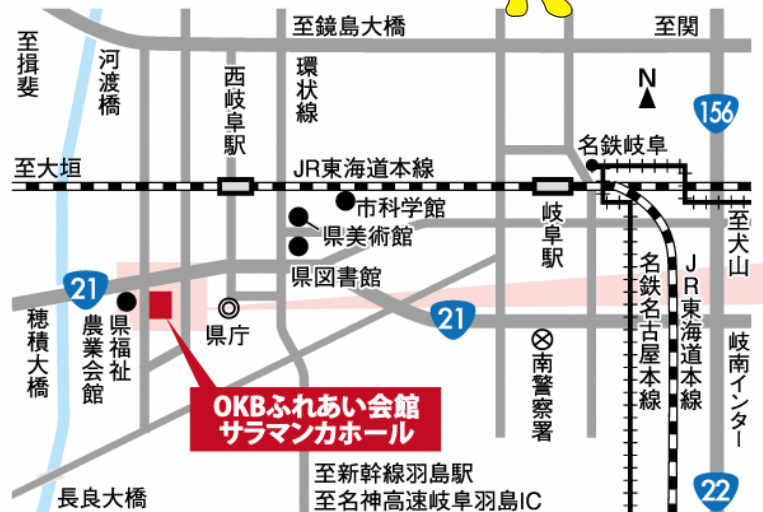 至鏡島大橋
至関
至揖斐
河渡橋
西岐阜駅
環状線
N
156
名鉄岐阜
至大垣
JR東海道本線
市科学館
県美術館
県図書館
岐阜駅
至犬山
21
穂積大橋
県福祉
農業会館
県庁
21
南警察署
名鉄名古屋本線
JR東海道本線
岐南インター
OKBふれあい会館
サラマンカホール
長良大橋
至新幹線羽島駅
至名神高速岐阜羽島IC
22